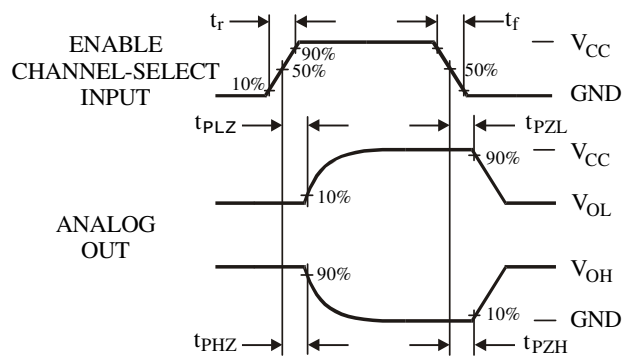 t_r
t_f
ENABLE
CHANNEL-SELECT
INPUT
90%
50%
10%
50%
V_CC
GND
t_PLZ
t_PZL
V_CC
90%
10%
V_OL
ANALOG
OUT
V_OH
90%
10%
GND
t_PHZ
t_PZH